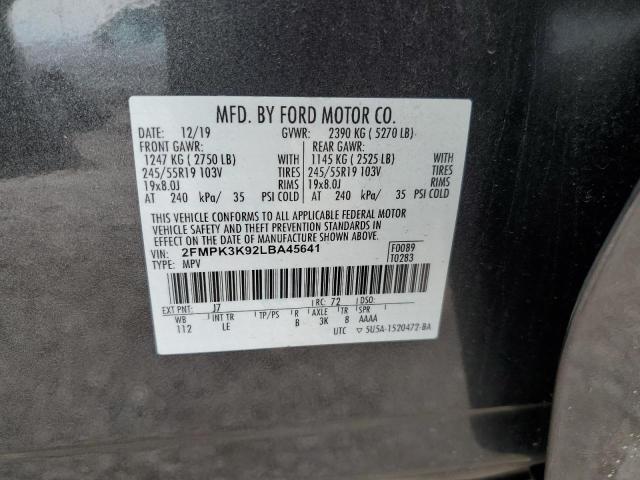 MFD. BY FORD MOTOR CO.
DATE: 12/19 GVWR: 2390 KG ( 5270 LB)
FRONT GAWR: REAR GAWR:
1247 KG ( 2750 LB) WITH 1145 KG ( 2525 LB) WITH
245/55R19 103V TIRES 245/55R19 103V TIRES
19x8.0J RIMS 19x8.0J RIMS
AT 240 kPa/ 35 PSI COLD AT 240 kPa/ 35 PSI COLD
THIS VEHICLE CONFORMS TO ALL APPLICABLE FEDERAL MOTOR
VEHICLE SAFETY AND THEFT PREVENTION STANDARDS IN
EFFECT ON THE DATE OF MANUFACTURE SHOWN ABOVE.
VIN: 2FMPK3K92LBA45641 F0089
TYPE: MPV T0283
EXT PNT: J7 RC: 72 DSO:
WB INT TR TP/PS R AXLE TR SPR
112 LE B 3K 8 AAAA
UTC ▽ 5U5A-1520472-BA